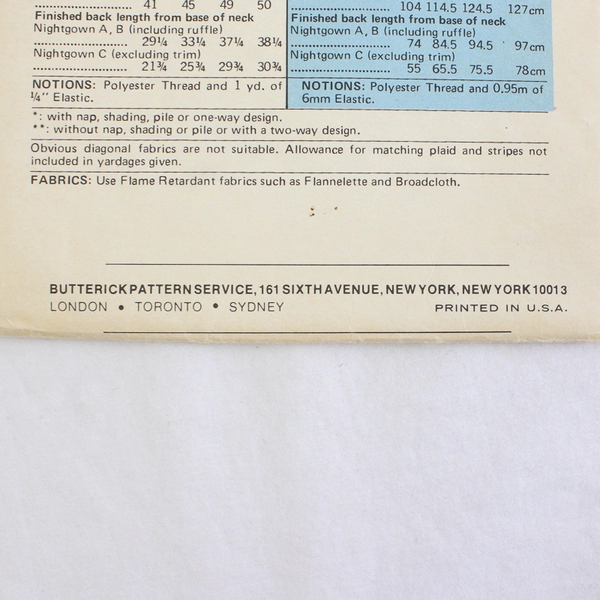 41 45 49 50
Finished back length from base of neck
Nightgown A, B (including ruffle)
29¼ 33¼ 37¼ 38¼
Nightgown C (excluding trim)
21¾ 25¾ 29¾ 30¾
NOTIONS: Polyester Thread and 1 yd. of
¼" Elastic.
104 114.5 124.5 127cm
Finished back length from base of neck
Nightgown A, B (including ruffle)
74 84.5 94.5 97cm
Nightgown C (excluding trim)
55 65.5 75.5 78cm
NOTIONS: Polyester Thread and 0.95m of
6mm Elastic.
*: with nap, shading, pile or one-way design.
**: without nap, shading or pile or with a two-way design.
Obvious diagonal fabrics are not suitable. Allowance for matching plaid and stripes not
included in yardages given.
FABRICS: Use Flame Retardant fabrics such as Flannelette and Broadcloth.
BUTTERICK PATTERN SERVICE, 161 SIXTH AVENUE, NEW YORK, NEW YORK 10013
LONDON • TORONTO • SYDNEY PRINTED IN U.S.A.